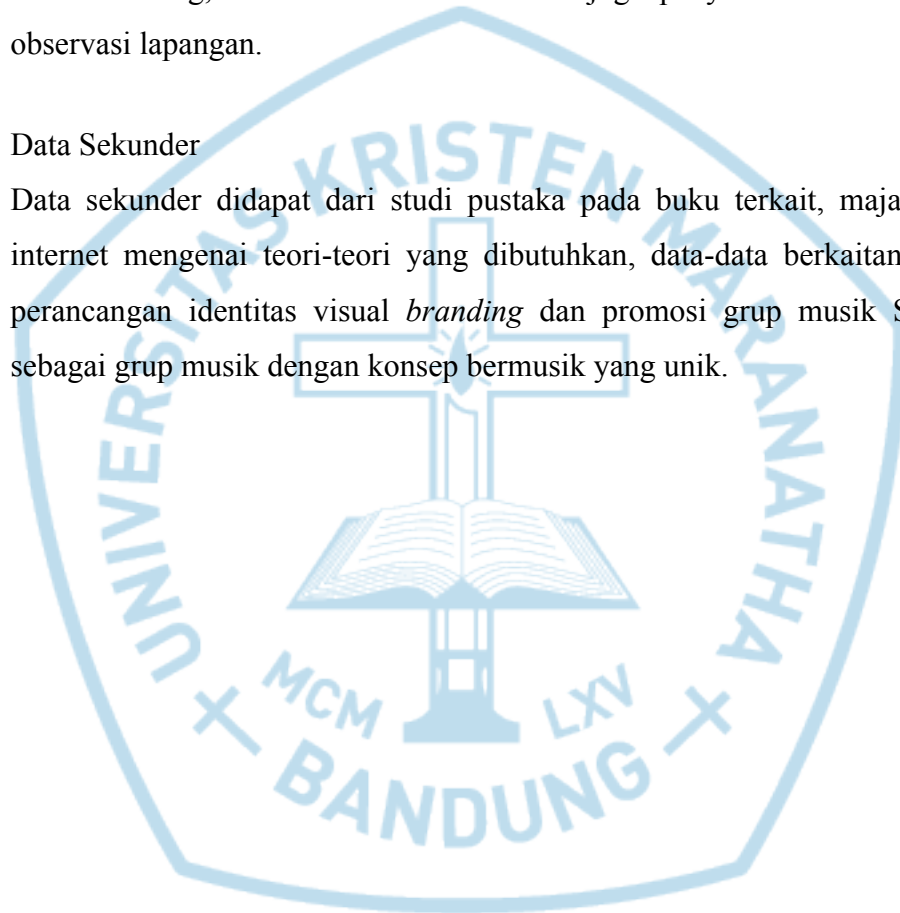 observasi lapangan.
Data Sekunder
Data sekunder didapat dari studi pustaka pada buku terkait,
internet mengenai teori-teori yang dibutuhkan, data-data berkaitan
perancangan identitas visual branding dan promosi grup musik
sebagai grup musik dengan konsep bermusik yang unik.
UNIVERSITAS KRISTEN MARANATHA
MCM LXV
BANDUNG